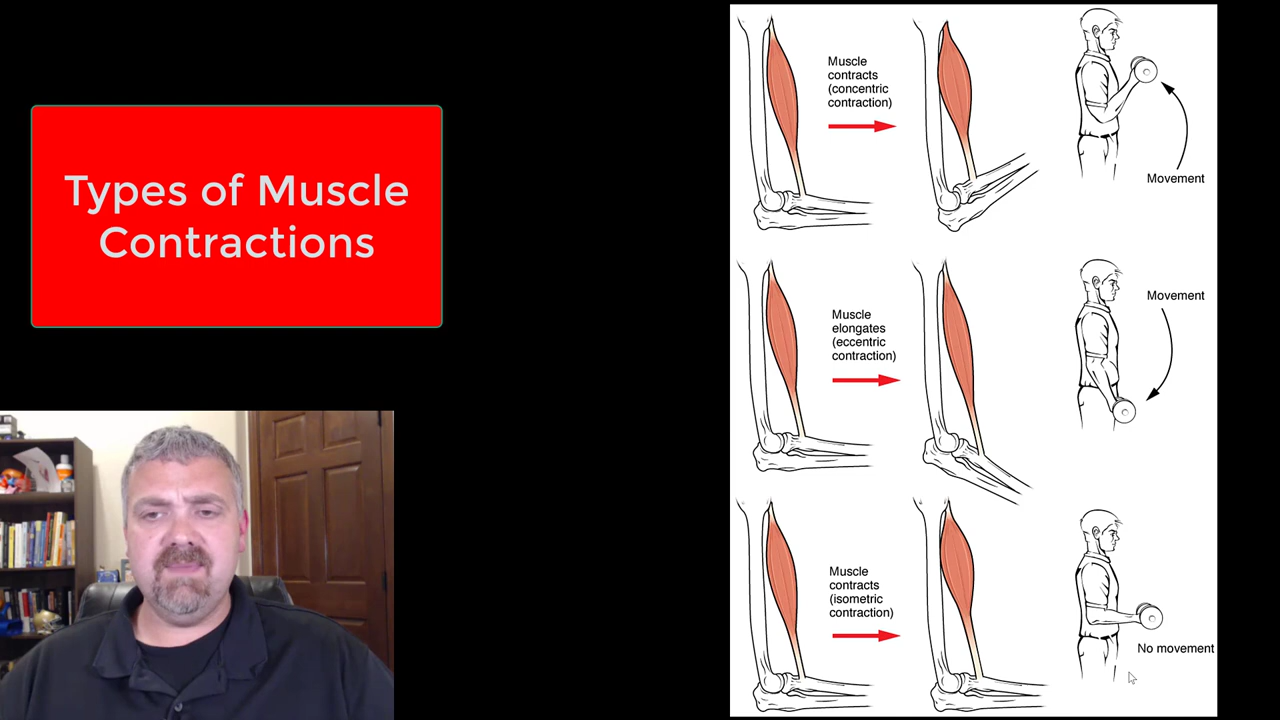 Types of Muscle
Contractions
Muscle
contracts
(concentric
contraction)
Movement
Muscle
elongates
(eccentric
contraction)
Movement
Muscle
contracts
(isometric
contraction)
No movement